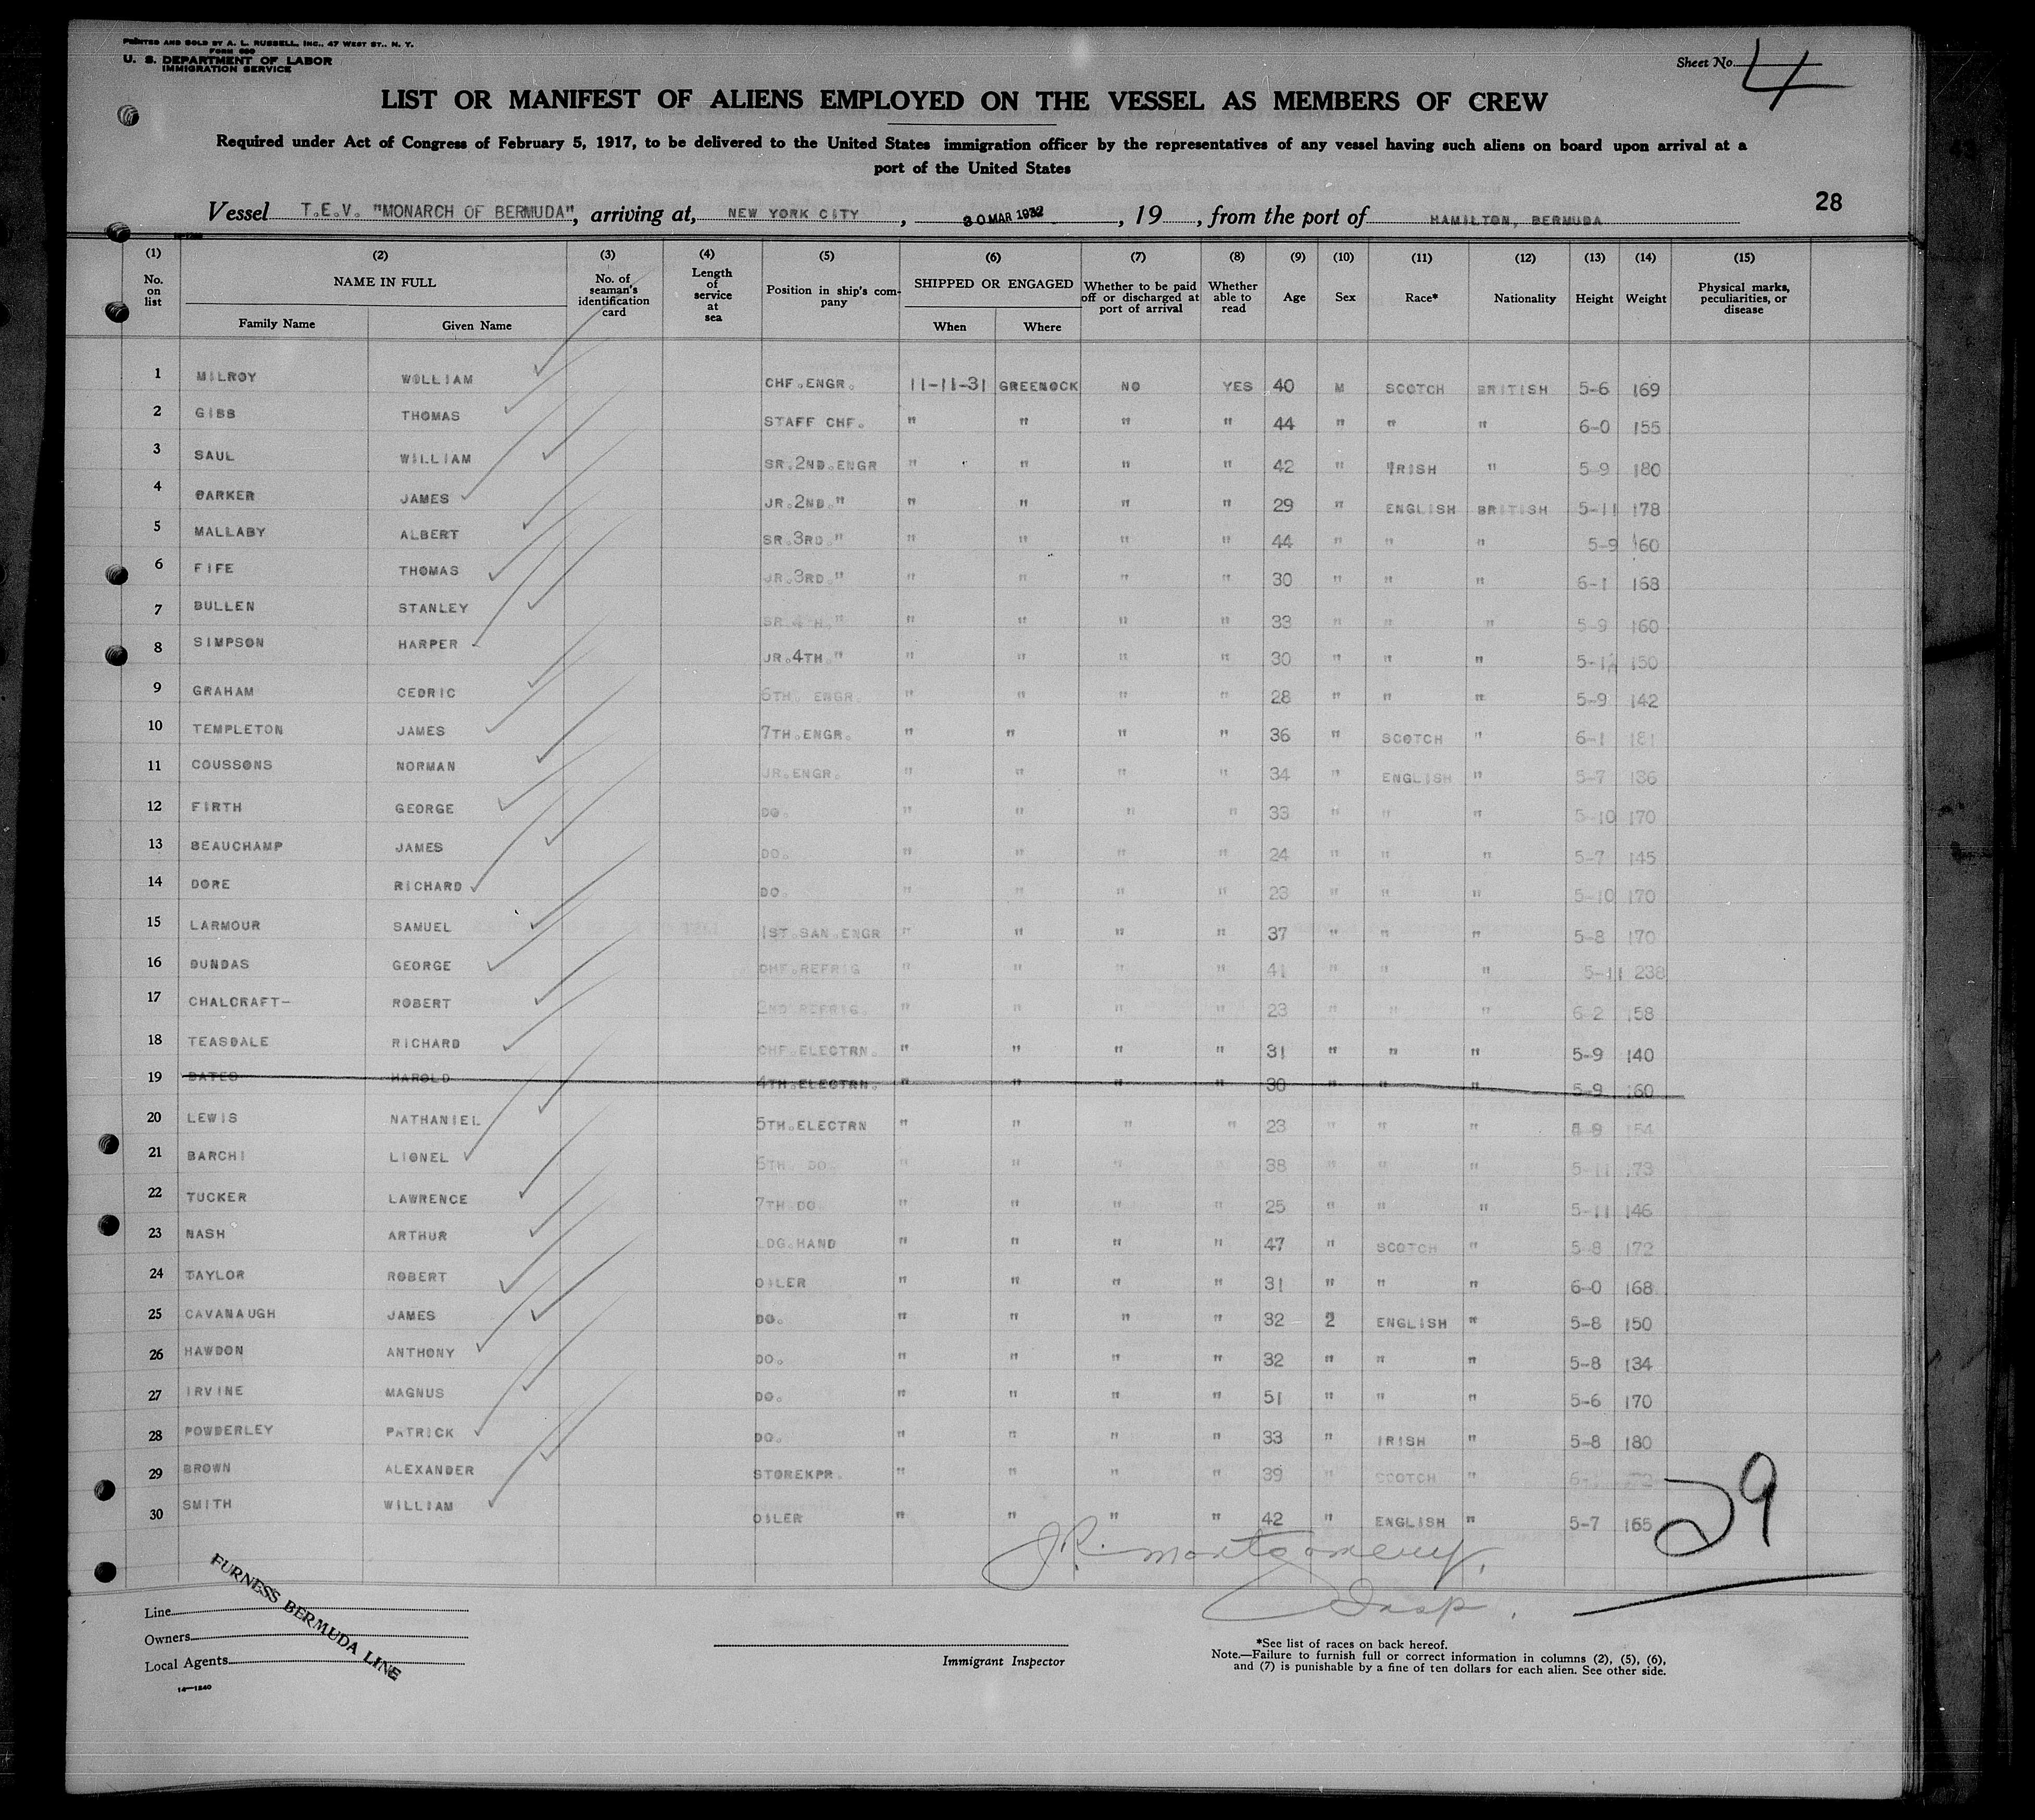 PRINTED AND SOLD BY A. L. RUSSELL, INC., 47 WEST ST., N. Y.
FORM 680
U. S. DEPARTMENT OF LABOR
IMMIGRATION SERVICE
Sheet No. 4
LIST OR MANIFEST OF ALIENS EMPLOYED ON THE VESSEL AS MEMBERS OF CREW
Required under Act of Congress of February 5, 1917, to be delivered to the United States immigration officer by the representatives of any vessel having such aliens on board upon arrival at a
port of the United States
28
Vessel T.E.V. "MONARCH OF BERMUDA", arriving at, NEW YORK CITY, 30 MAR 1932, 19, from the port of HAMILTON, BERMUDA
(1) (2) (3) (4) (5) (6) (7) (8) (9) (10) (11) (12) (13) (14) (15)
No. on list NAME IN FULL Family Name Given Name No. of seaman's identification card Length of service at sea Position in ship's company SHIPPED OR ENGAGED When Where Whether to be paid off or discharged at port of arrival Whether able to read Age Sex Race* Nationality Height Weight Physical marks, peculiarities, or disease
1 MILROY WOLLIAM CHF.ENGR. 11-11-31 GREENOCK NO YES 40 M SCOTCH BRITISH 5-6 169
2 GIBB THOMAS STAFF CHF. " " " " 44 " " " 6-0 155
3 SAUL WILLIAM SR.2ND.ENGR " " " " 42 " IRISH " 5-9 180
4 BARKER JAMES JR.2ND." " " " " 29 " ENGLISH BRITISH 5-11 178
5 MALLABY ALBERT SR.3RD." " " " " 44 " " " 5-9 160
6 FIFE THOMAS JR.3RD." " " " " 30 " " " 6-1 168
7 BULLEN STANLEY SR.4TH." " " " " 33 " " " 5-9 160
8 SIMPSON HARPER JR.4TH." " " " " 30 " " " 150
9 GRAHAM CEDRIC ENGR. " " " " 28 " " " 5-9 142
10 TEMPLETON JAMES 7TH.ENGR. " " " " 36 " SCOTCH " 6-1 181
11 COUSSONS NORMAN JR.ENGR. " " " " 34 " ENGLISH " 5-7 136
12 FIRTH GEORGE DO. " " " " 33 " " " 5-10 170
13 BEAUCHAMP JAMES DO. " " " " 24 " " " 5-7 145
14 DORE RICHARD DO. " " " " 23 " " " 5-10 170
15 LARMOUR SAMUEL 1ST.SAN.ENGR " " " " 37 " " " 5-8 170
16 DUNDAS GEORGE CHF.REFRIG " " " " 41 " " " 5-11 238
17 CHALCRAFT- ROBERT 2ND REFRIG. " " " " 23 " " " 6-2 158
18 TEASDALE RICHARD CHF.ELECTRN. " " " " 31 " " " 5-9 140
19 BATES HAROLD 4TH.ELECTRN. " " " " 30 " " " 5-9 160
20 LEWIS NATHANIEL 5TH.ELECTRN " " " " 23 " " " 154
21 BARCHI LIONEL 6TH DO " " " " 38 " " " 5-11 173
22 TUCKER LAWRENCE 7TH DO " " " " 25 " " " 5-11 146
23 NASH ARTHUR LDG.HAND " " " " 47 " SCOTCH " 5-8 172
24 TAYLOR ROBERT OILER " " " " 31 " " " 6-0 168
25 CAVANAUGH JAMES DO. " " " " 32 2 ENGLISH " 5-8 150
26 HAWDON ANTHONY DO. " " " " 32 " " " 5-8 134
27 IRVINE MAGNUS DO. " " " " 51 " " " 5-6 170
28 POWDERLEY PATRICK DO. " " " " 33 " IRISH " 5-8 180
29 BROWN ALEXANDER STOREKPR. " " " " 39 " SCOTCH "
30 SMITH WILLIAM OILER " " " " 42 " ENGLISH " 5-7 165
29
J.R. Montgomery,
Insp.
Line
Owners
Local Agents
FURNESS BERMUDA LINE
14—1240
Immigrant Inspector
*See list of races on back hereof.
Note.—Failure to furnish full or correct information in columns (2), (5), (6),
and (7) is punishable by a fine of ten dollars for each alien. See other side.